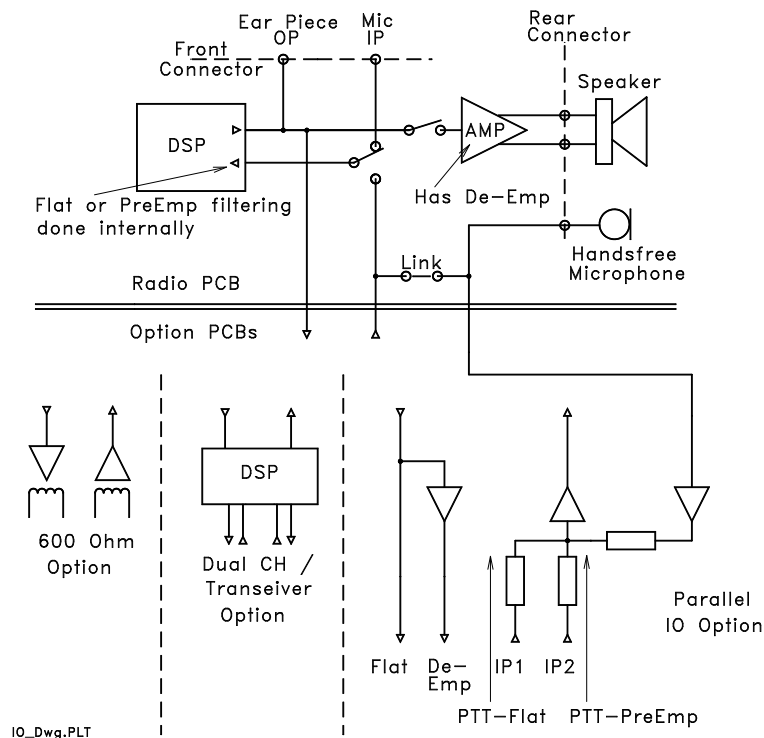 Ear Piece
OP
Mic
IP
Rear
Connector
Front
Connector
Speaker
DSP
AMP
Flat or PreEmp filtering
done internally
Has De-Emp
Handsfree
Microphone
Link
Radio PCB
Option PCBs
DSP
600 Ohm
Option
Dual CH /
Transeiver
Option
Parallel
IO Option
Flat
De-
Emp
IP1
IP2
PTT-Flat
PTT-PreEmp
IO_Dwg.PLT